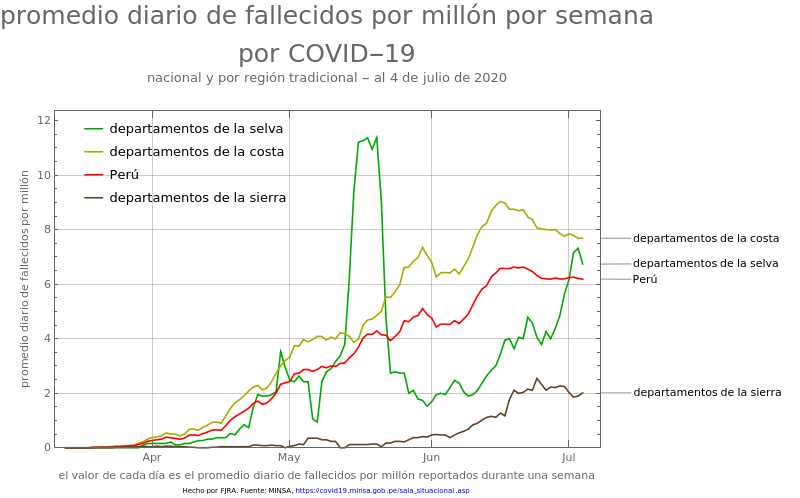 promedio diario de fallecidos por millón por semana
por COVID−19
nacional y por región tradicional − al 4 de julio de 2020
promedio diario de fallecidos por millón
12
10
8
6
4
2
0
departamentos de la selva
departamentos de la costa
Perú
departamentos de la sierra
departamentos de la costa
departamentos de la selva
Perú
departamentos de la sierra
Apr May Jun Jul
el valor de cada día es el promedio diario de fallecidos por millón reportados durante una semana
Hecho por FJRA. Fuente: MINSA, https://covid19.minsa.gob.pe/sala_situacional.asp